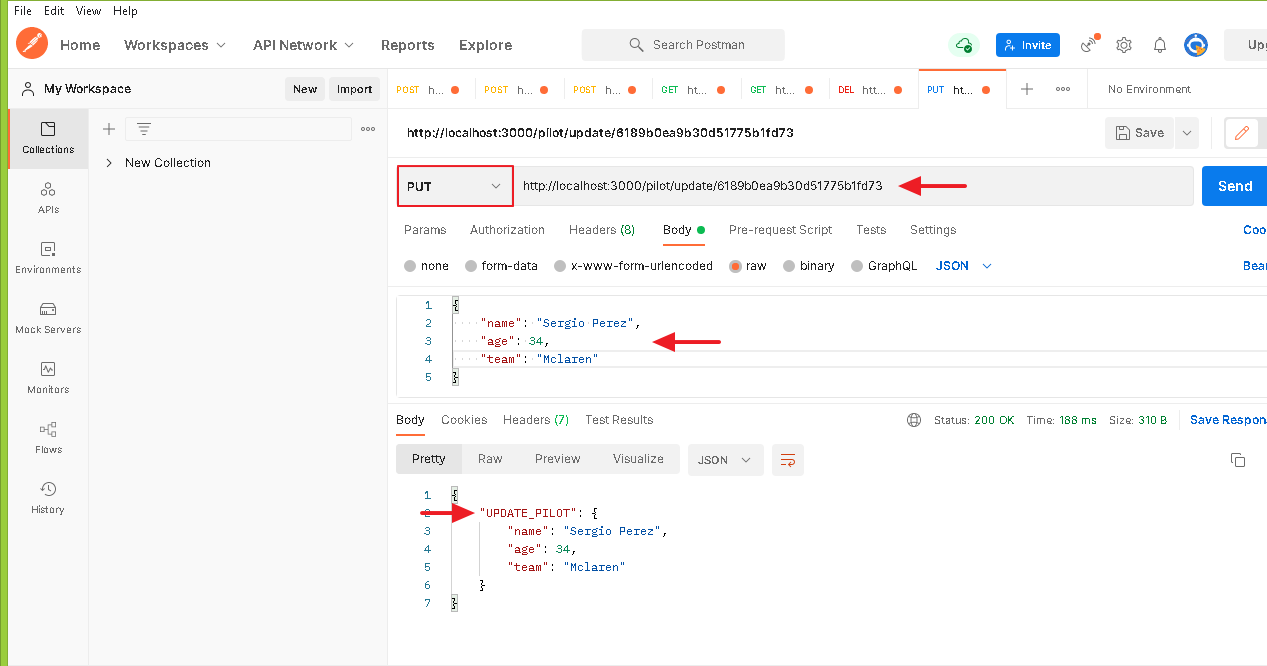 File Edit View Help
Home Workspaces API Network Reports Explore Search Postman Invite Upg
My Workspace New Import POST h... POST h... POST h... GET ht... GET ht... DEL htt... PUT htt... No Environment
Collections
New Collection
APIs
Environments
Mock Servers
Monitors
Flows
History
http://localhost:3000/pilot/update/6189b0ea9b30d51775b1fd73 Save
PUT http://localhost:3000/pilot/update/6189b0ea9b30d51775b1fd73 Send
Params Authorization Headers (8) Body Pre-request Script Tests Settings Coo
none form-data x-www-form-urlencoded raw binary GraphQL JSON Bear
1 {
2 "name": "Sergio Perez",
3 "age": 34,
4 "team": "Mclaren"
5 }
Body Cookies Headers (7) Test Results Status: 200 OK Time: 188 ms Size: 310 B Save Respon
Pretty Raw Preview Visualize JSON
1 {
2 "UPDATE_PILOT": {
3 "name": "Sergio Perez",
4 "age": 34,
5 "team": "Mclaren"
6 }
7 }